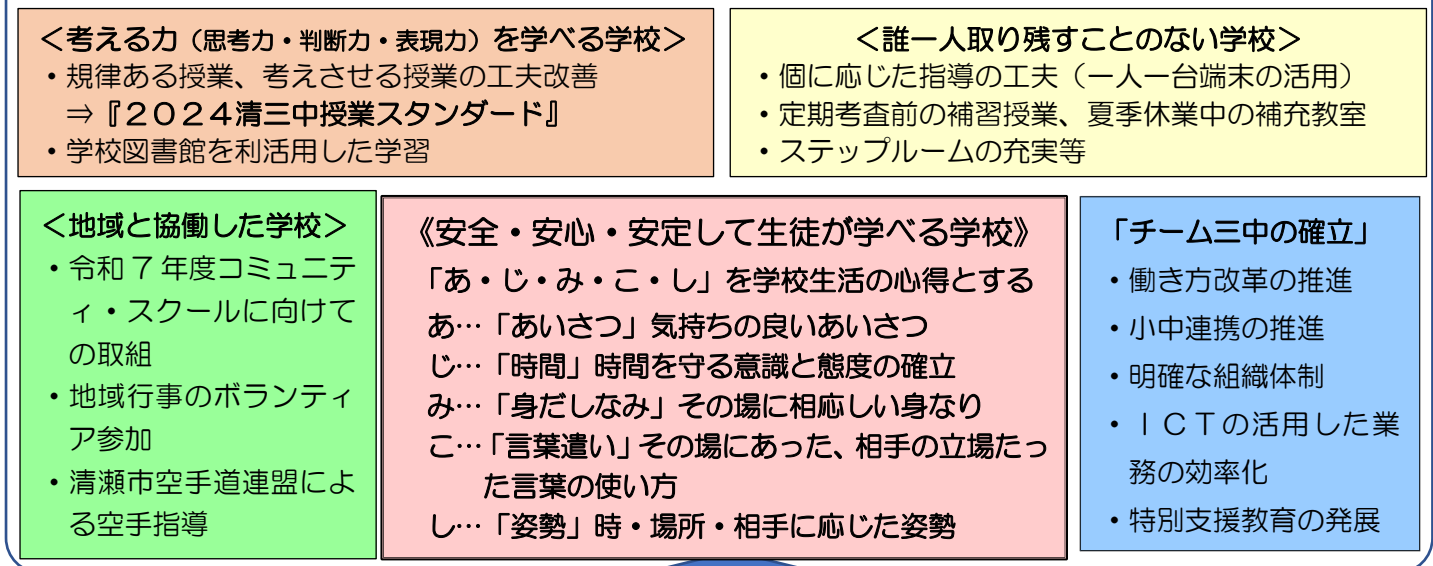 ＜考える力（思考力・判断力・表現力）を学べる学校＞
・規律ある授業、考えさせる授業の工夫改善
⇒『２０２４清三中授業スタンダード』
・学校図書館を利活用した学習
＜誰一人取り残すことのない学校＞
・個に応じた指導の工夫（一人一台端末の活用）
・定期考査前の補習授業、夏季休業中の補充教室
・ステップルームの充実等
＜地域と協働した学校＞
・令和７年度コミュニテ
ィ・スクールに向けて
の取組
・地域行事のボランティ
ア参加
・清瀬市空手道連盟によ
る空手指導
《安全・安心・安定して生徒が学べる学校》
「あ・じ・み・こ・し」を学校生活の心得とする
あ…「あいさつ」気持ちの良いあいさつ
じ…「時間」時間を守る意識と態度の確立
み…「身だしなみ」その場に相応しい身なり
こ…「言葉遣い」その場にあった、相手の立場たっ
た言葉の使い方
し…「姿勢」時・場所・相手に応じた姿勢
「チーム三中の確立」
・働き方改革の推進
・小中連携の推進
・明確な組織体制
・ＩＣＴの活用した業
務の効率化
・特別支援教育の発展